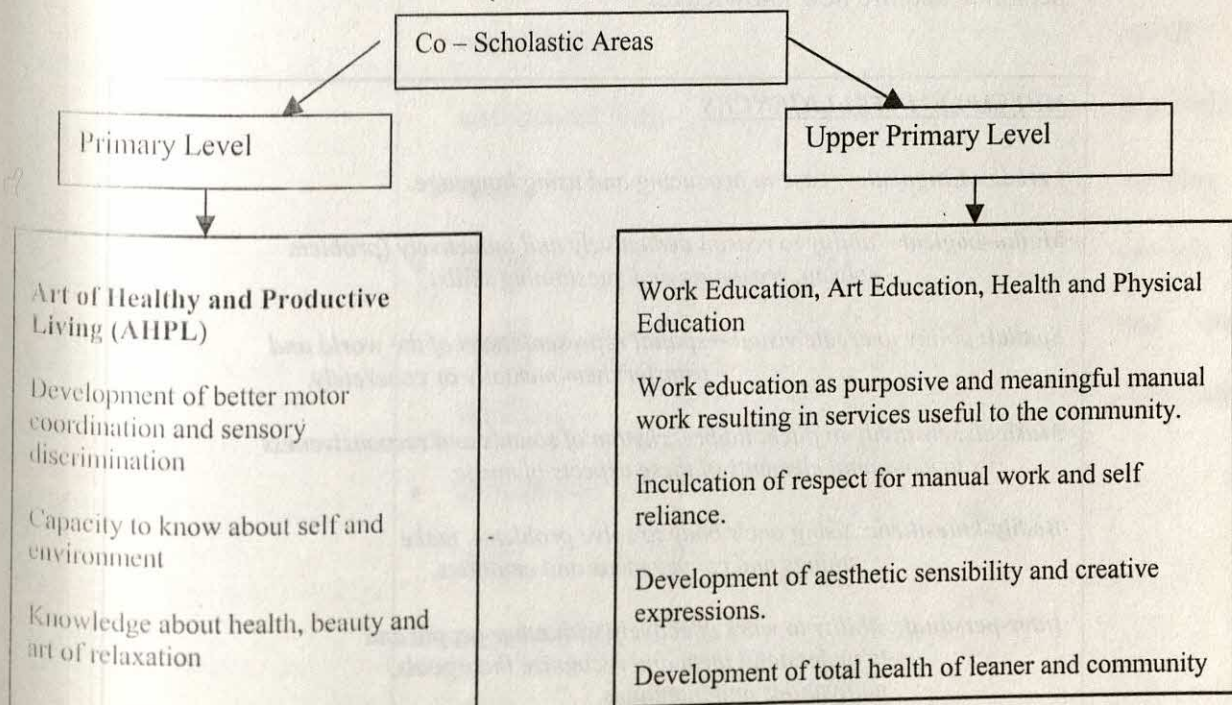 Co – Scholastic Areas
Primary Level
Upper Primary Level
Art of Healthy and Productive
Living (AHPL)
Development of better motor
coordination and sensory
discrimination
Capacity to know about self and
environment
Knowledge about health, beauty and
art of relaxation
Work Education, Art Education, Health and Physical
Education
Work education as purposive and meaningful manual
work resulting in services useful to the community.
Inculcation of respect for manual work and self
reliance.
Development of aesthetic sensibility and creative
expressions.
Development of total health of leaner and community